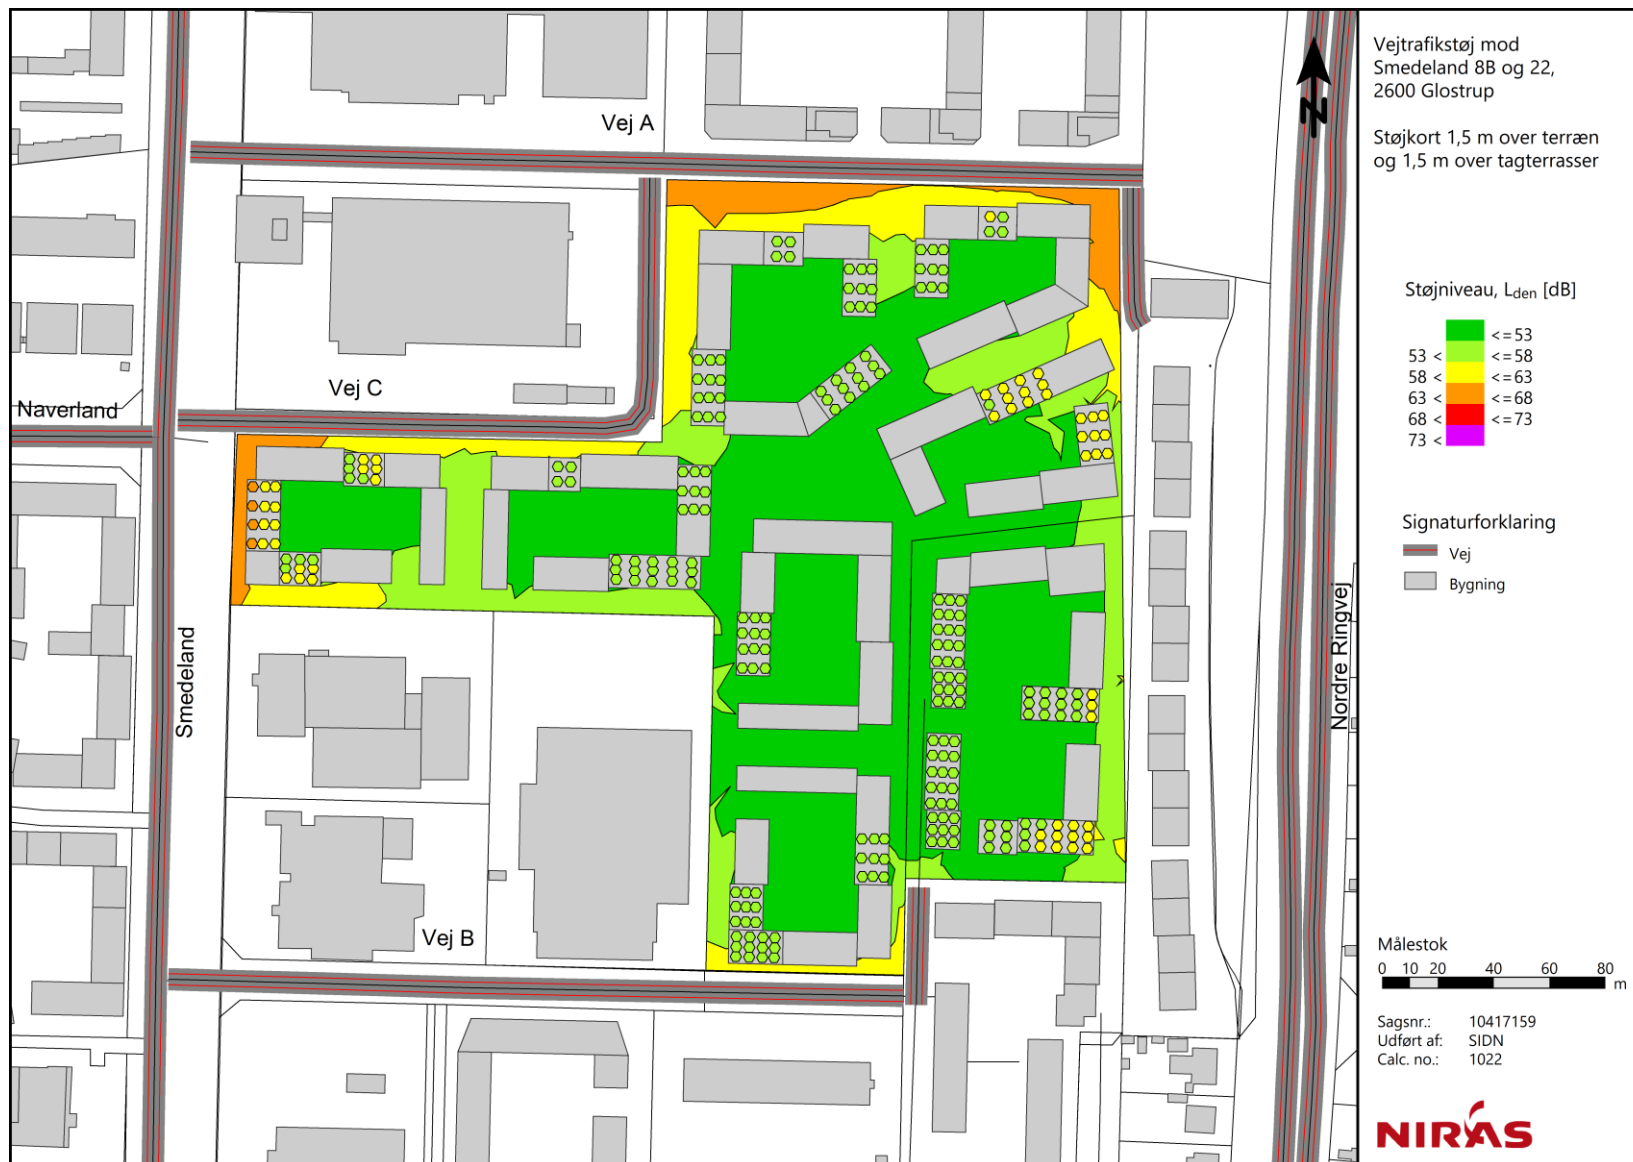 Vejtrafikstøj mod
Smedeland 8B og 22,
2600 Glostrup
Støjkort 1,5 m over terræn
og 1,5 m over tagterrasser
N
Vej A
Vej C
Naverland
Smedeland
Vej B
Nordre Ringvej
Støjniveau, Lden [dB]
<=53
53 < <=58
58 < <=63
63 < <=68
68 < <=73
73 <
Signaturforklaring
Vej
Bygning
Målestok
0 10 20 40 60 80 m
Sagsnr.: 10417159
Udført af: SIDN
Calc. no.: 1022
NIRAS